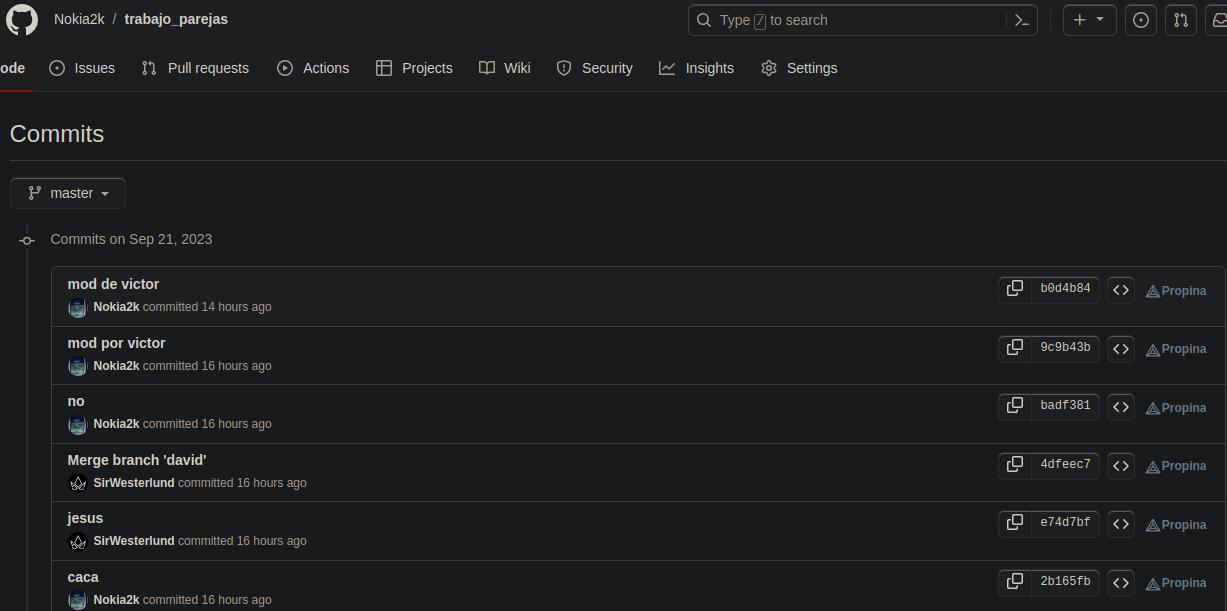 Nokia2k / trabajo_parejas
Type / to search
ode Issues Pull requests Actions Projects Wiki Security Insights Settings
Commits
master
Commits on Sep 21, 2023
mod de victor
Nokia2k committed 14 hours ago
b0d4b84
Propina
mod por victor
Nokia2k committed 16 hours ago
9c9b43b
Propina
no
Nokia2k committed 16 hours ago
badf381
Propina
Merge branch 'david'
SirWesterlund committed 16 hours ago
4dfeec7
Propina
jesus
SirWesterlund committed 16 hours ago
e74d7bf
Propina
caca
Nokia2k committed 16 hours ago
2b165fb
Propina